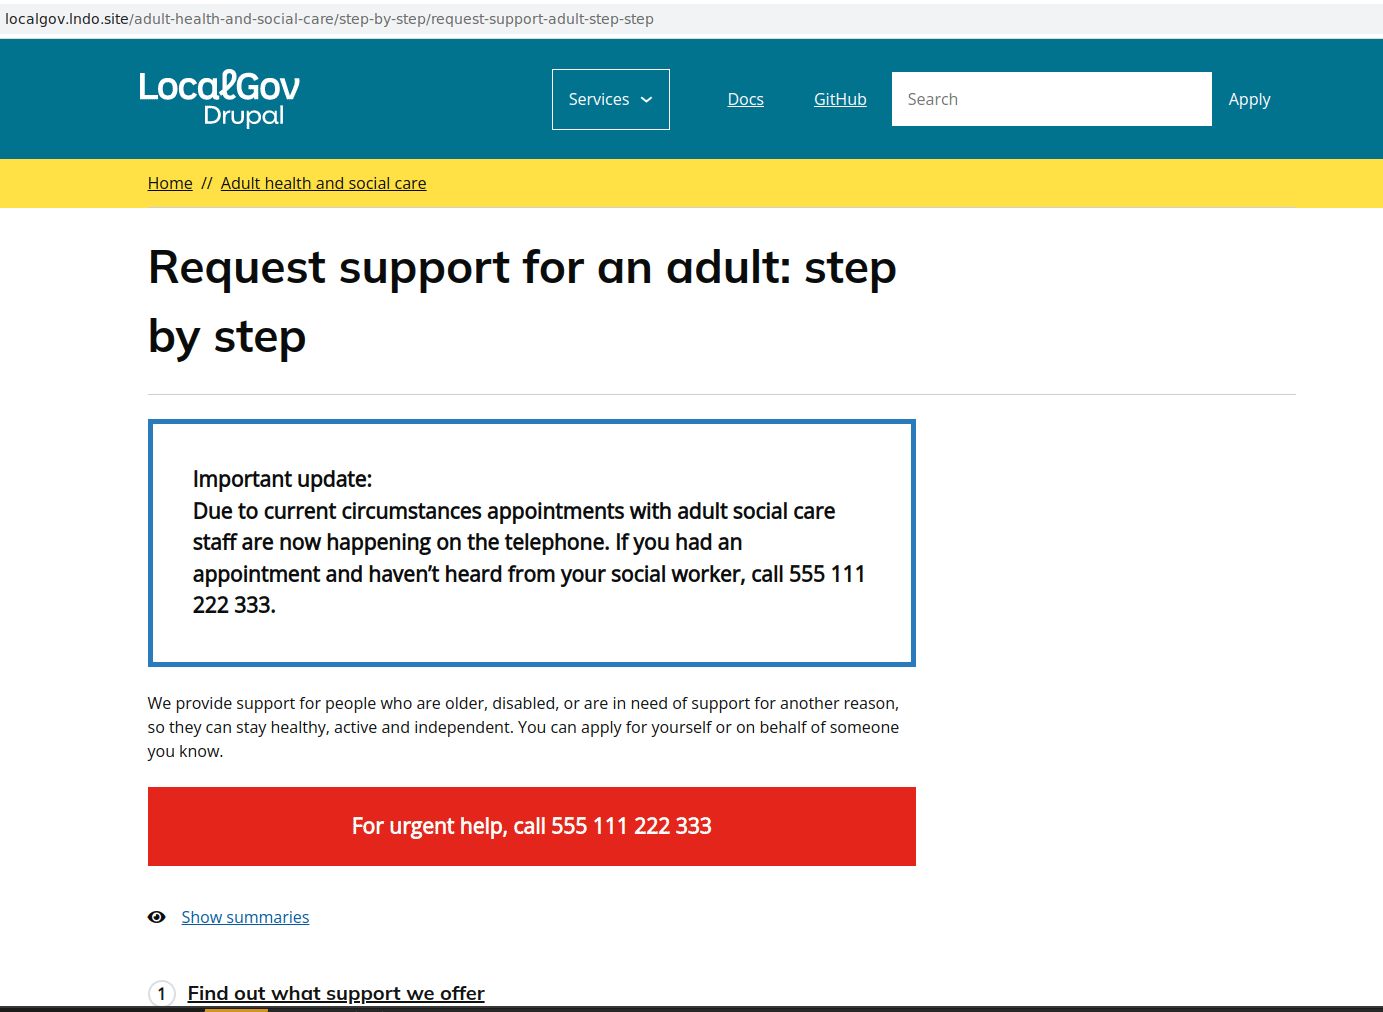 localgov.lndo.site/adult-health-and-social-care/step-by-step/request-support-adult-step-step
LocalGov
Drupal
Services
Docs
GitHub
Search
Apply
Home // Adult health and social care
Request support for an adult: step
by step
Important update:
Due to current circumstances appointments with adult social care
staff are now happening on the telephone. If you had an
appointment and haven’t heard from your social worker, call 555 111
222 333.
We provide support for people who are older, disabled, or are in need of support for another reason,
so they can stay healthy, active and independent. You can apply for yourself or on behalf of someone
you know.
For urgent help, call 555 111 222 333
Show summaries
1 Find out what support we offer